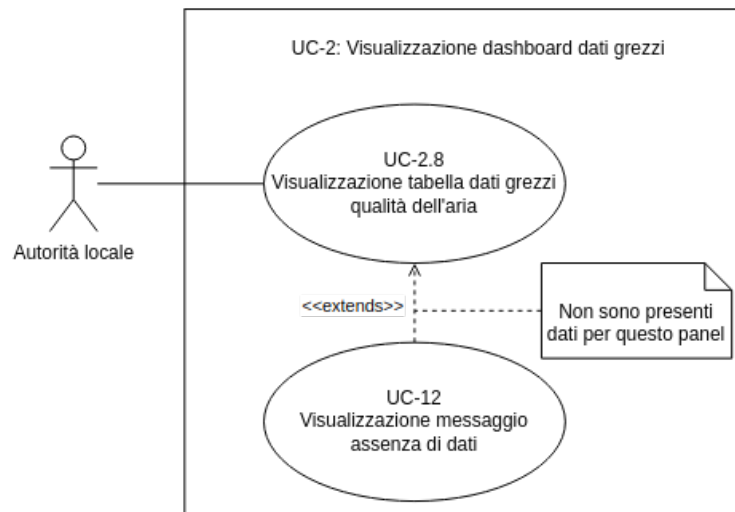 UC-2: Visualizzazione dashboard dati grezzi
UC-2.8
Visualizzazione tabella dati grezzi
qualità dell'aria
Autorità locale
<<extends>>
Non sono presenti
dati per questo panel
UC-12
Visualizzazione messaggio
assenza di dati